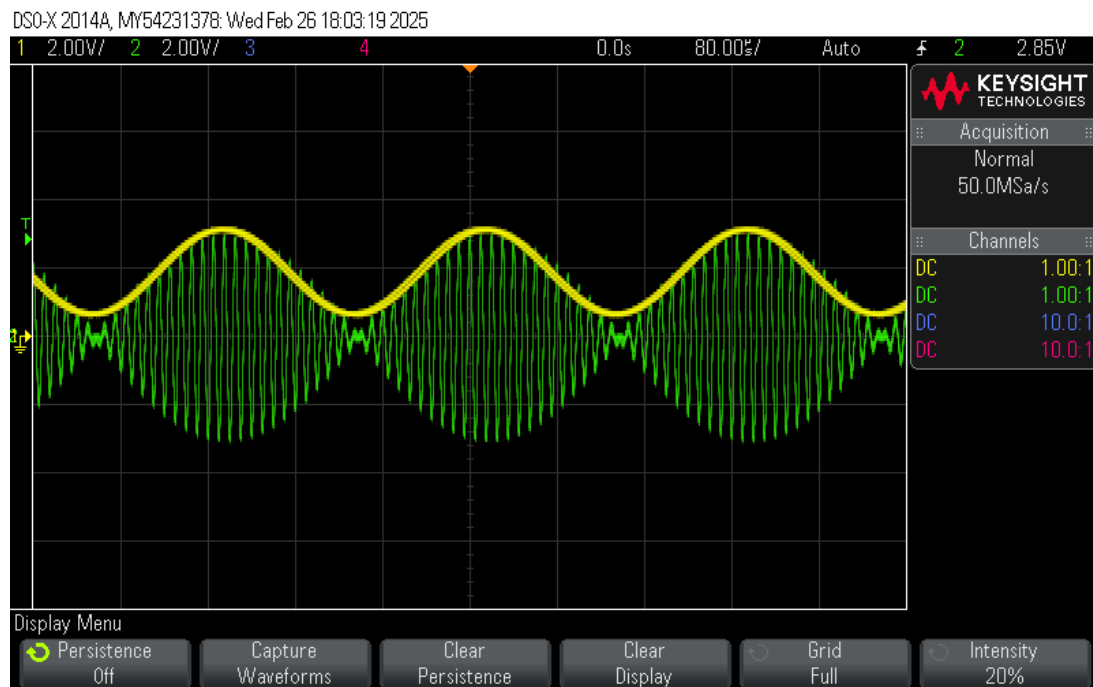 DSO-X 2014A, MY54231378: Wed Feb 26 18:03:19 2025
1 2.00V/ 2 2.00V/ 3 4 0.0s 80.00µs/ Auto 2 2.85V
KEYSIGHT
TECHNOLOGIES
Acquisition
Normal
50.0MSa/s
Channels
DC 1.00:1
DC 1.00:1
DC 10.0:1
DC 10.0:1
T
Display Menu
Persistence Capture Clear Clear Grid Intensity
Off Waveforms Persistence Display Full 20%